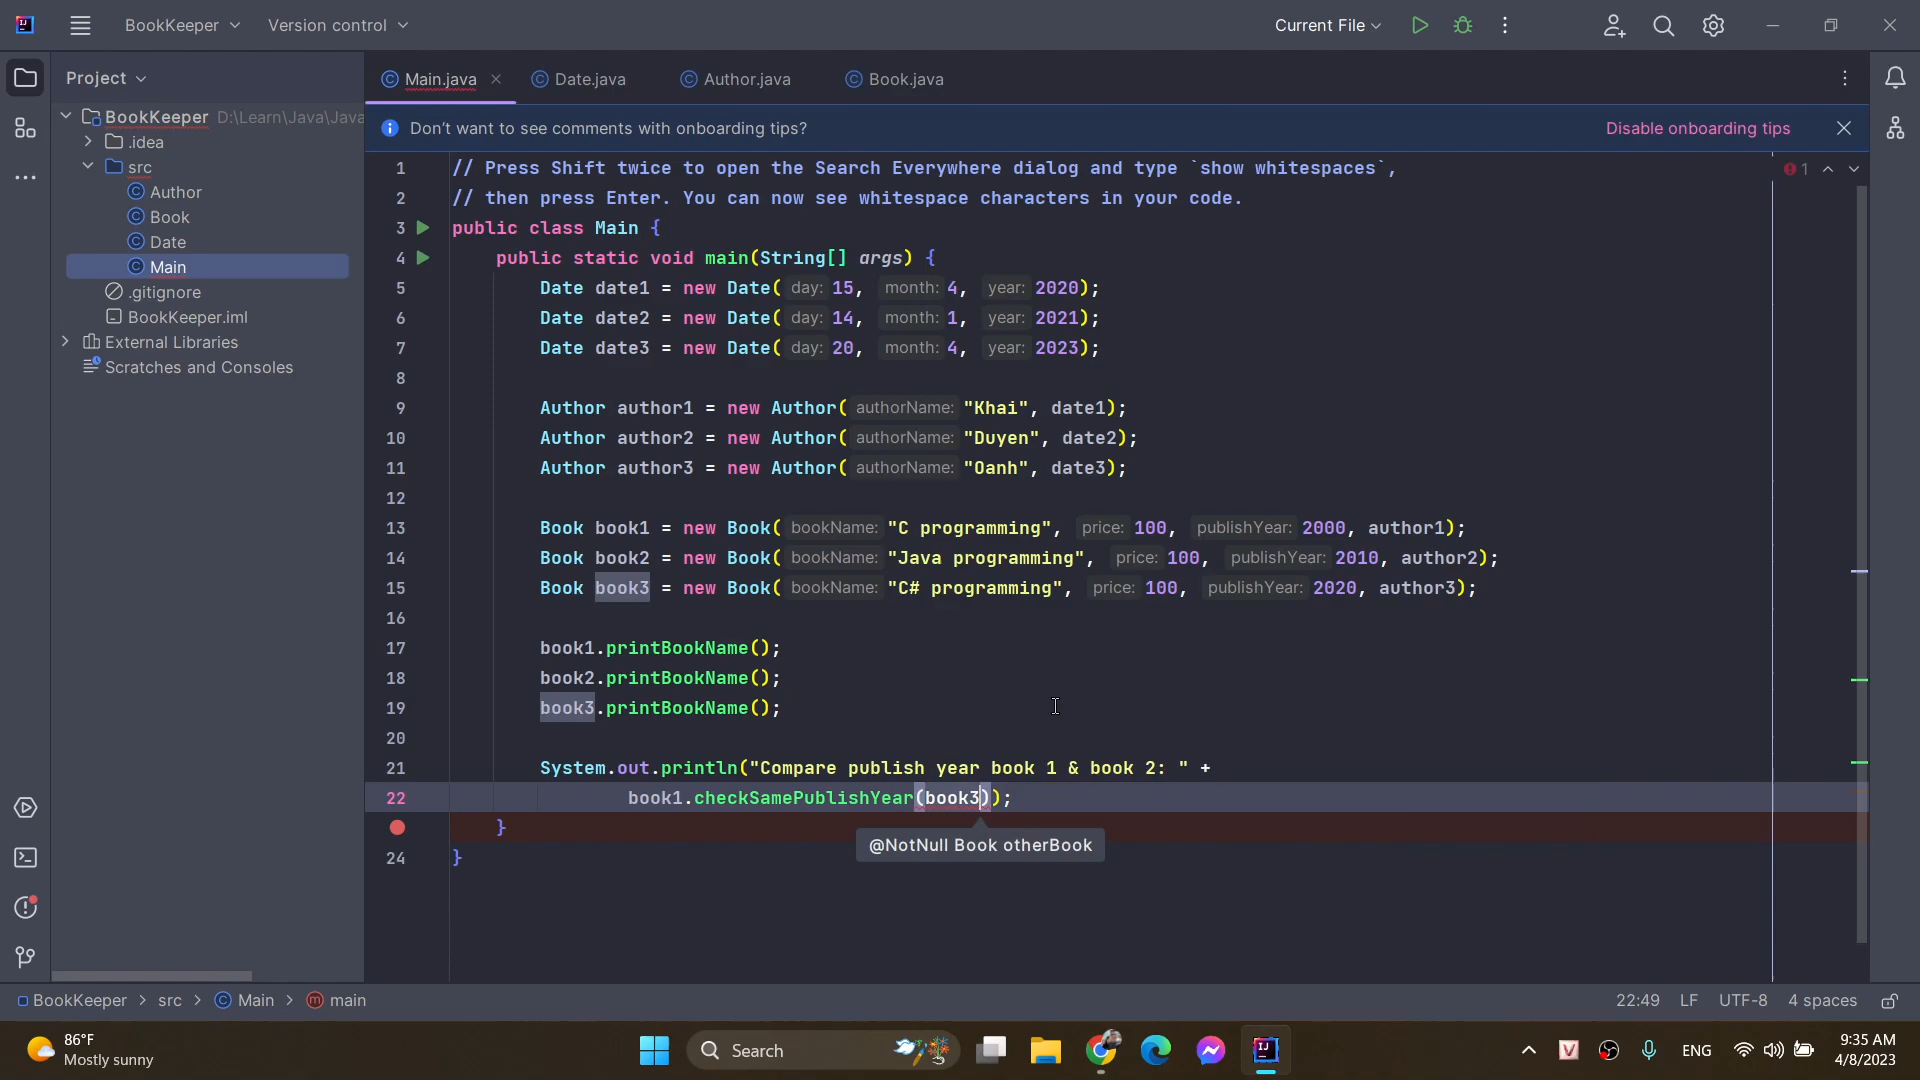 BookKeeper
Version control
Current File
Project
Main.java
Date.java
Author.java
Book.java
BookKeeper D:\Learn\Java\Java
.idea
src
Author
Book
Date
Main
.gitignore
BookKeeper.iml
External Libraries
Scratches and Consoles
Don't want to see comments with onboarding tips?
Disable onboarding tips
1
1 // Press Shift twice to open the Search Everywhere dialog and type `show whitespaces`,
2 // then press Enter. You can now see whitespace characters in your code.
3 public class Main {
4 public static void main(String[] args) {
5 Date date1 = new Date( day: 15, month: 4, year: 2020);
6 Date date2 = new Date( day: 14, month: 1, year: 2021);
7 Date date3 = new Date( day: 20, month: 4, year: 2023);
8
9 Author author1 = new Author( authorName: "Khai", date1);
10 Author author2 = new Author( authorName: "Duyen", date2);
11 Author author3 = new Author( authorName: "Oanh", date3);
12
13 Book book1 = new Book( bookName: "C programming", price: 100, publishYear: 2000, author1);
14 Book book2 = new Book( bookName: "Java programming", price: 100, publishYear: 2010, author2);
15 Book book3 = new Book( bookName: "C# programming", price: 100, publishYear: 2020, author3);
16
17 book1.printBookName();
18 book2.printBookName();
19 book3.printBookName();
20
21 System.out.println("Compare publish year book 1 & book 2: " +
22 book1.checkSamePublishYear(book3));
}
@NotNull Book otherBook
24 }
BookKeeper > src > Main > main
22:49 LF UTF-8 4 spaces
86°F
Mostly sunny
Search
ENG
9:35 AM
4/8/2023